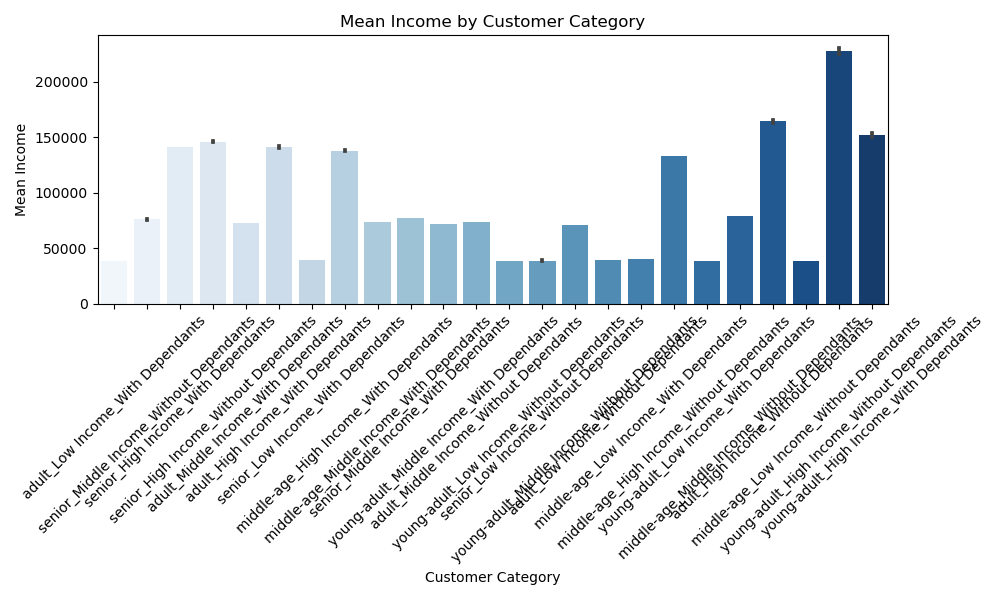 Mean Income by Customer Category
Mean Income
200000
150000
100000
50000
0
adult_Low Income_With Dependants
senior_Middle Income_Without Dependants
senior_High Income_With Dependants
senior_High Income_Without Dependants
adult_Middle Income_With Dependants
adult_High Income_With Dependants
senior_Low Income_With Dependants
middle-age_High Income_With Dependants
middle-age_Middle Income_With Dependants
senior_Middle Income_With Dependants
young-adult_Middle Income_With Dependants
adult_Middle Income_Without Dependants
young-adult_Low Income_Without Dependants
senior_Low Income_Without Dependants
young-adult_Middle Income_Without Dependants
adult_Low Income_Without Dependants
middle-age_Low Income_With Dependants
middle-age_High Income_Without Dependants
young-adult_Low Income_With Dependants
middle-age_Middle Income_Without Dependants
adult_High Income_Without Dependants
middle-age_Low Income_Without Dependants
young-adult_High Income_Without Dependants
young-adult_High Income_With Dependants
Customer Category